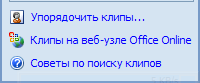 Упорядочить клипы...
Клипы на веб-узле Office Online
Советы по поиску клипов